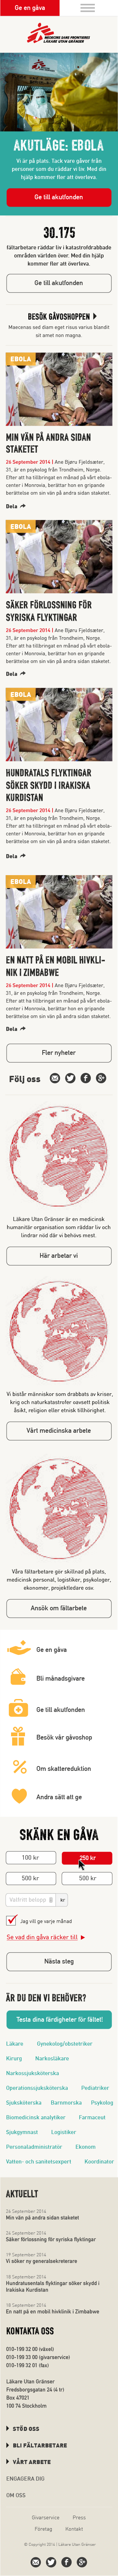 Ge en gåva
MEDECINS SANS FRONTIERES
LÄKARE UTAN GRÄNSER
AKUTLÄGE: EBOLA
Vi är på plats. Tack vare gåvor från
personer som du räddar vi liv. Med din
hjälp kommer fler att överleva.
Ge till akutfonden
30.175
fältarbetare räddar liv i katastrofdrabbade
områden världen över. Med din hjälp
kommer fler att överleva.
Ge till akutfonden
BESÖK GÅVOSHOPPEN
Maecenas sed diam eget risus varius blandit
sit amet non magna.
EBOLA
MIN VÄN PÅ ANDRA SIDAN
STAKETET
26 September 2014 | Ane Bjøru Fjeldsæter,
31, är en psykolog från Trondheim, Norge.
Efter att ha tillbringat en månad på vårt ebola-
center i Monrovia, berättar hon en gripande
berättelse om sin vän på andra sidan staketet.
Dela
EBOLA
SÄKER FÖRLOSSNING FÖR
SYRISKA FLYKTINGAR
26 September 2014 | Ane Bjøru Fjeldsæter,
31, är en psykolog från Trondheim, Norge.
Efter att ha tillbringat en månad på vårt ebola-
center i Monrovia, berättar hon en gripande
berättelse om sin vän på andra sidan staketet.
Dela
EBOLA
HUNDRATALS FLYKTINGAR
SÖKER SKYDD I IRAKISKA
KURDISTAN
26 September 2014 | Ane Bjøru Fjeldsæter,
31, är en psykolog från Trondheim, Norge.
Efter att ha tillbringat en månad på vårt ebola-
center i Monrovia, berättar hon en gripande
berättelse om sin vän på andra sidan staketet.
Dela
EBOLA
EN NATT PÅ EN MOBIL HIVKLI-
NIK I ZIMBABWE
26 September 2014 | Ane Bjøru Fjeldsæter,
31, är en psykolog från Trondheim, Norge.
Efter att ha tillbringat en månad på vårt ebola-
center i Monrovia, berättar hon en gripande
berättelse om sin vän på andra sidan staketet.
Dela
Fler nyheter
Följ oss
Läkare Utan Gränser är en medicinsk
humanitär organisation som räddar liv och
lindrar nöd där vi behövs mest.
Här arbetar vi
Vi bistår människor som drabbats av kriser,
krig och naturkatastrofer oavsett politisk
åsikt, religion eller etnisk tillhörighet.
Vårt medicinska arbete
Våra fältarbetare gör skillnad på plats,
medicinsk personal, logistiker, psykologer,
ekonomer, projektledare osv.
Ansök om fältarbete
Ge en gåva
Bli månadsgivare
Ge till akutfonden
Besök vår gåvoshop
Om skattereduktion
Andra sätt att ge
SKÄNK EN GÅVA
100 kr
250 kr
500 kr
500 kr
Valfritt belopp
kr
Jag vill ge varje månad
Se vad din gåva räcker till
Nästa steg
ÄR DU DEN VI BEHÖVER?
Testa dina färdigheter för fältet!
Läkare Gynekolog/obstetriker
Kirurg Narkosläkare
Narkossjuksköterska
Operationssjuksköterska Pediatriker
Sjuksköterska Barnmorska Psykolog
Biomedicinsk analytiker Farmaceut
Sjukgymnast Logistiker
Personaladministratör Ekonom
Vatten- och sanitetsexpert Koordinator
AKTUELLT
26 September 2014
Min vän på andra sidan staketet
24 September 2014
Säker förlossning för syriska flyktingar
19 September 2014
Vi söker ny generalsekreterare
18 September 2014
Hundratusentals flyktingar söker skydd i
Irakiska Kurdistan
18 September 2014
En natt på en mobil hivklinik i Zimbabwe
KONTAKTA OSS
010-199 32 00 (växel)
010-199 33 00 (givarservice)
010-199 32 01 (fax)
Läkare Utan Gränser
Fredsborgsgatan 24 (4 tr)
Box 47021
100 74 Stockholm
STÖD OSS
BLI FÄLTARBETARE
VÅRT ARBETE
ENGAGERA DIG
OM OSS
Givarservice Press
Företag Kontakt
© Copyright 2014 / Läkare Utan Gränser